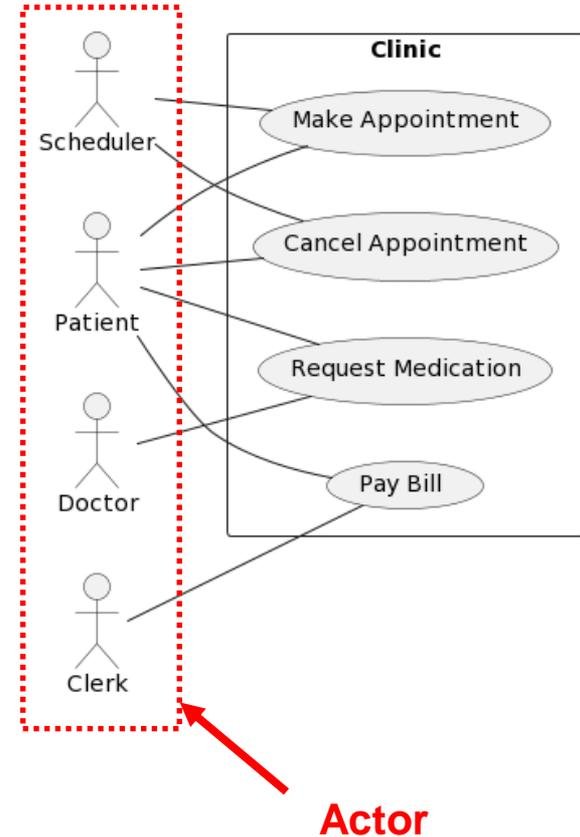 Clinic
Scheduler
Make Appointment
Cancel Appointment
Patient
Request Medication
Doctor
Pay Bill
Clerk
Actor